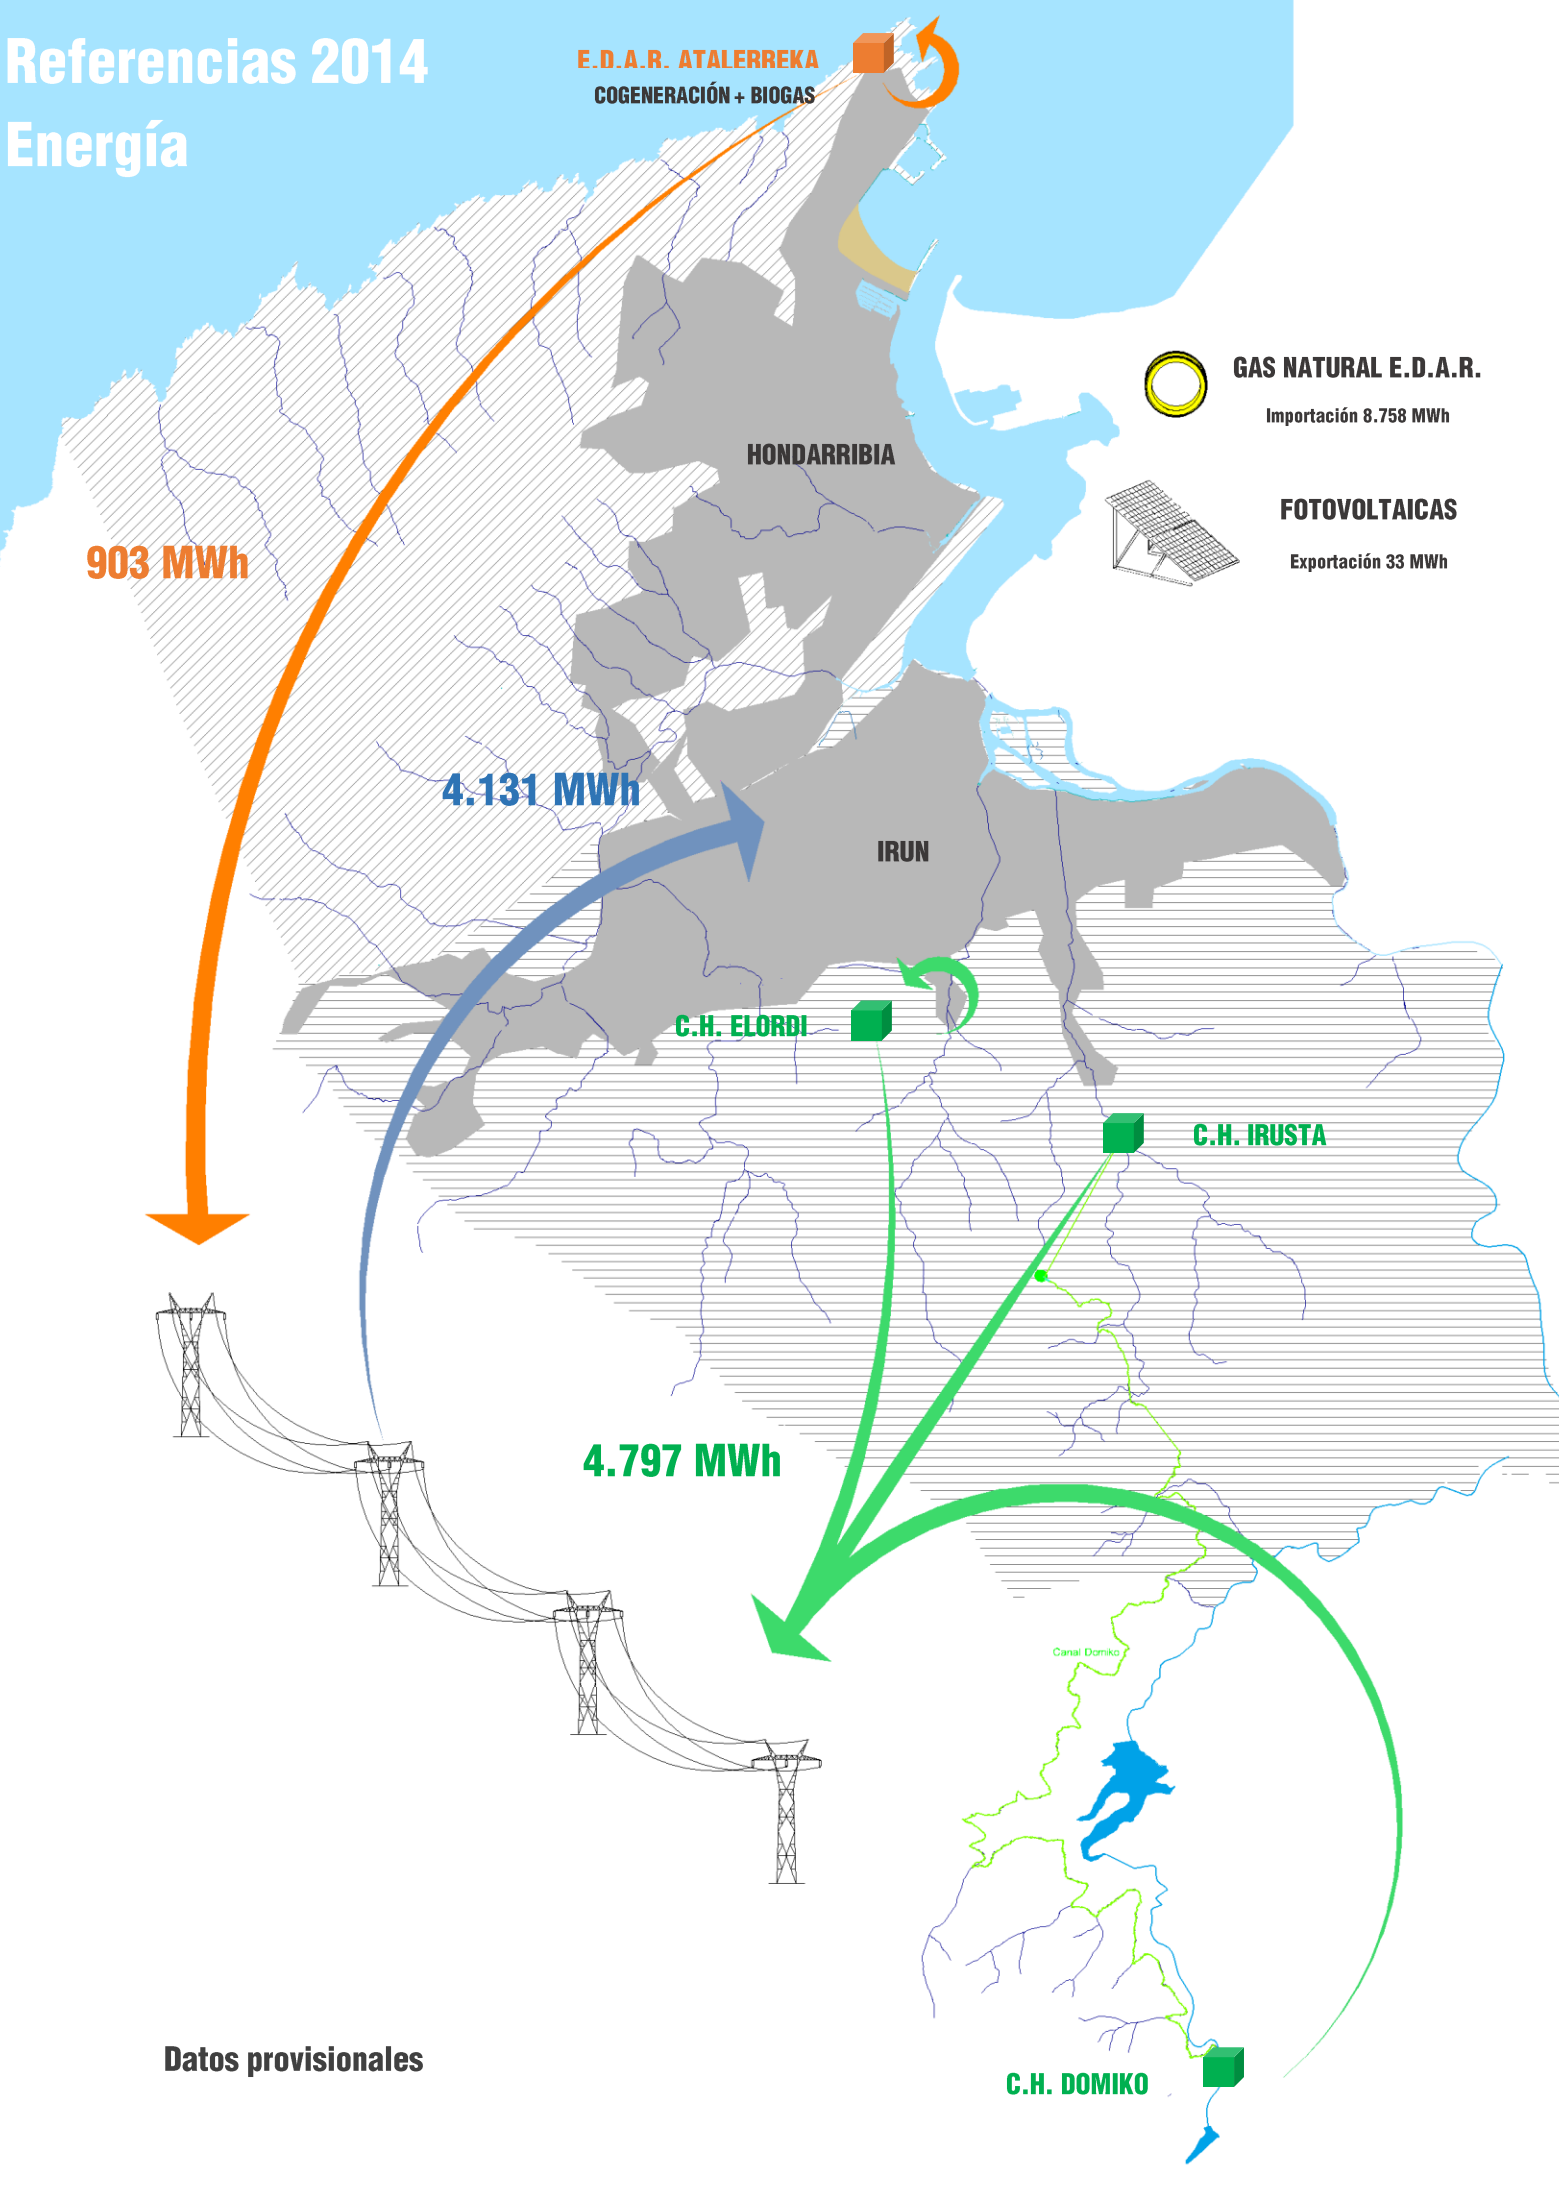 Referencias 2014
Energía
E.D.A.R. ATALERREKA
COGENERACIÓN + BIOGAS
GAS NATURAL E.D.A.R.
Importación 8.758 MWh
HONDARRIBIA
FOTOVOLTAICAS
Exportación 33 MWh
903 MWh
4.131 MWh
IRUN
C.H. ELORDI
C.H. IRUSTA
4.797 MWh
Canal Domiko
Datos provisionales
C.H. DOMIKO